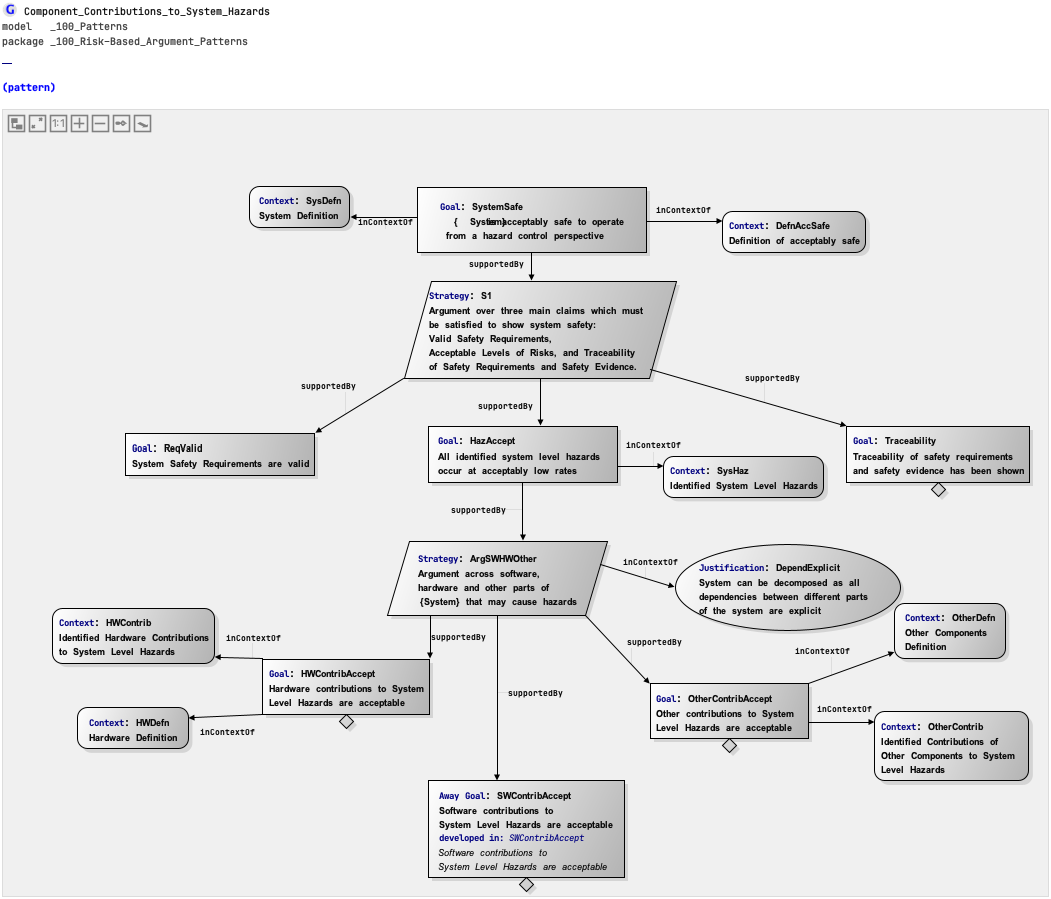 G Component_Contributions_to_System_Hazards
model _100_Patterns
package _100_Risk-Based_Argument_Patterns
(pattern)
1:1
Context: SysDefn
System Definition
inContextOf
Goal: SystemSafe
{ System} is acceptably safe to operate
from a hazard control perspective
inContextOf
Context: DefnAccSafe
Definition of acceptably safe
supportedBy
Strategy: S1
Argument over three main claims which must
be satisfied to show system safety:
Valid Safety Requirements,
Acceptable Levels of Risks, and Traceability
of Safety Requirements and Safety Evidence.
supportedBy
supportedBy
supportedBy
Goal: ReqValid
System Safety Requirements are valid
Goal: HazAccept
All identified system level hazards
occur at acceptably low rates
inContextOf
Context: SysHaz
Identified System Level Hazards
Goal: Traceability
Traceability of safety requirements
and safety evidence has been shown
supportedBy
Strategy: ArgSWHWOther
Argument across software,
hardware and other parts of
{System} that may cause hazards
inContextOf
Justification: DependExplicit
System can be decomposed as all
dependencies between different parts
of the system are explicit
Context: HWContrib
Identified Hardware Contributions
to System Level Hazards
inContextOf
supportedBy
supportedBy
supportedBy
Context: OtherDefn
Other Components
Definition
inContextOf
Goal: HWContribAccept
Hardware contributions to System
Level Hazards are acceptable
Context: HWDefn
Hardware Definition
inContextOf
Goal: OtherContribAccept
Other contributions to System
Level Hazards are acceptable
inContextOf
Context: OtherContrib
Identified Contributions of
Other Components to System
Level Hazards
Away Goal: SWContribAccept
Software contributions to
System Level Hazards are acceptable
developed in: SWContribAccept
Software contributions to
System Level Hazards are acceptable